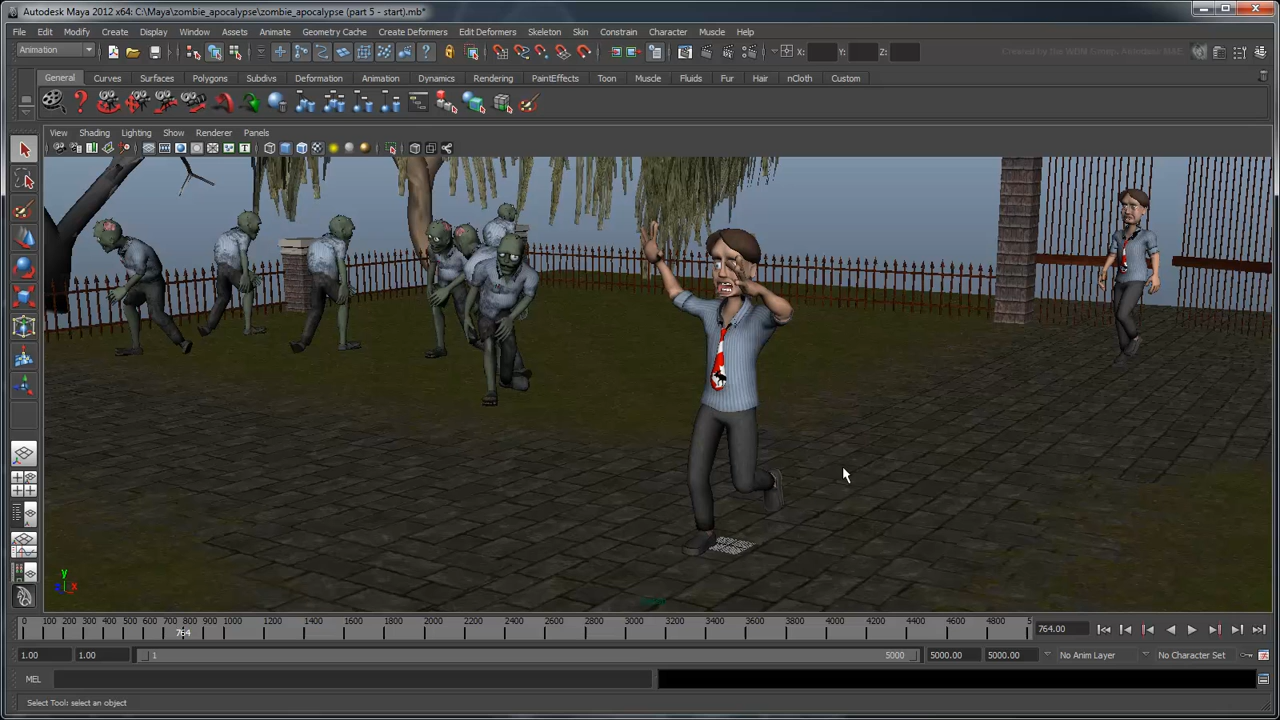 Autodesk Maya 2012 x64: C:\Maya\zombie_apocalypse\zombie_apocalypse (part 5 - start).mb*
File Edit Modify Create Display Window Assets Animate Geometry Cache Create Deformers Edit Deformers Skeleton Skin Constrain Character Muscle Help
Animation X: Y: Z:
General Curves Surfaces Polygons Subdivs Deformation Animation Dynamics Rendering PaintEffects Toon Muscle Fluids Fur Hair nCloth Custom
View Shading Lighting Show Renderer Panels
y
x
0 100 200 300 400 500 600 700 800 900 1000 1200 1400 1600 1800 2000 2200 2400 2600 2800 3000 3200 3400 3600 3800 4000 4200 4400 4600 4800 5
764 764.00
1.00 1.00 1 5000 5000.00 5000.00 No Anim Layer No Character Set
MEL
Select Tool: select an object